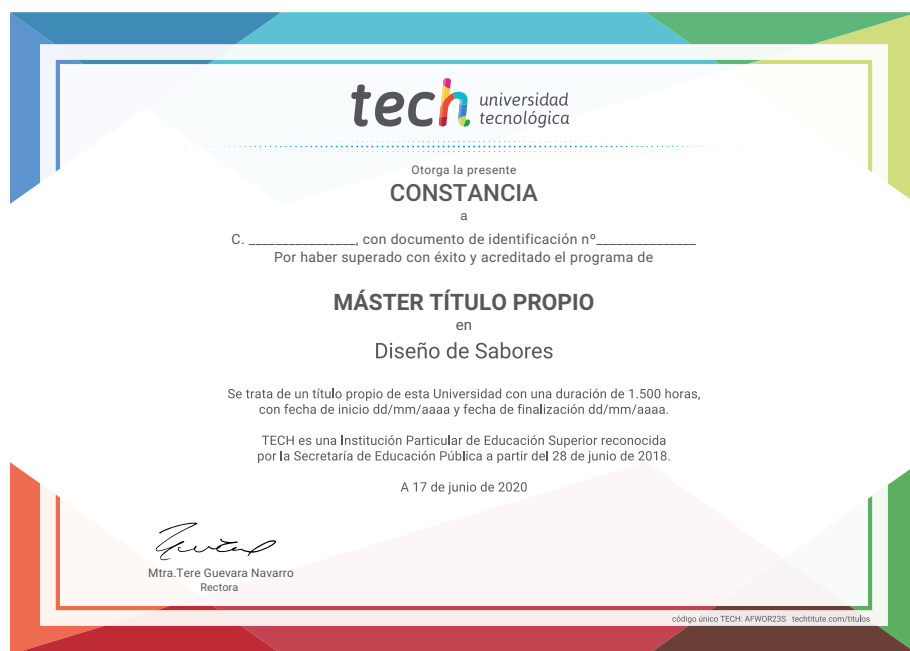 tech universidad
tecnológica
Otorga la presente
CONSTANCIA
a
C. ________________, con documento de identificación nº_______________
Por haber superado con éxito y acreditado el programa de
MÁSTER TÍTULO PROPIO
en
Diseño de Sabores
Se trata de un título propio de esta Universidad con una duración de 1.500 horas,
con fecha de inicio dd/mm/aaaa y fecha de finalización dd/mm/aaaa.
TECH es una Institución Particular de Educación Superior reconocida
por la Secretaría de Educación Pública a partir del 28 de junio de 2018.
A 17 de junio de 2020
Mtra.Tere Guevara Navarro
Rectora
código único TECH: AFWOR23S techtitute.com/titulos